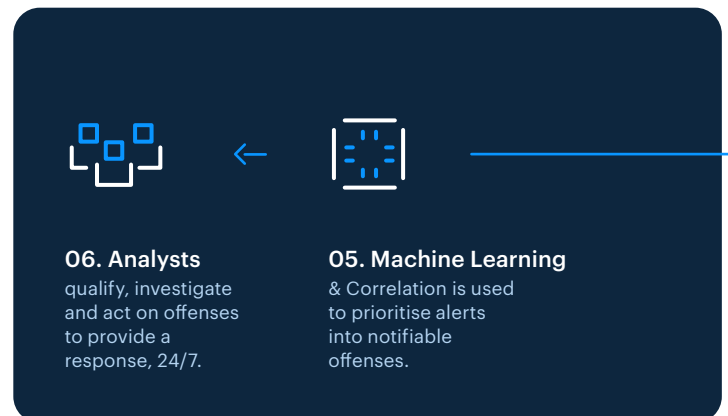 06. Analysts
qualify, investigate
and act on offenses
to provide a
response, 24/7.
05. Machine Learning
& Correlation is used
to prioritise alerts
into notifiable
offenses.